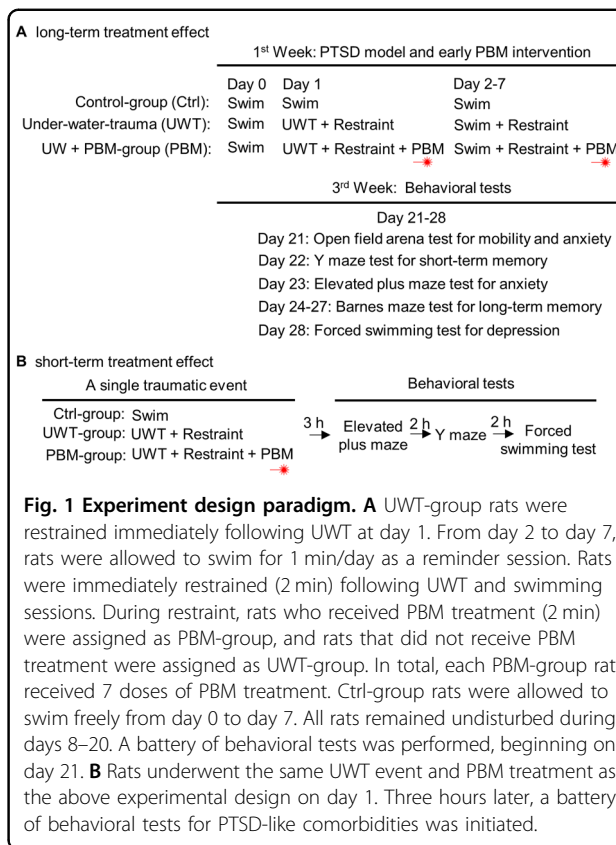 A long-term treatment effect
1st Week: PTSD model and early PBM intervention
Day 0 Day 1 Day 2-7
Control-group (Ctrl): Swim Swim Swim
Under-water-trauma (UWT): Swim UWT + Restraint Swim + Restraint
UW + PBM-group (PBM): Swim UWT + Restraint + PBM Swim + Restraint + PBM
3rd Week: Behavioral tests
Day 21-28
Day 21: Open field arena test for mobility and anxiety
Day 22: Y maze test for short-term memory
Day 23: Elevated plus maze test for anxiety
Day 24-27: Barnes maze test for long-term memory
Day 28: Forced swimming test for depression
B short-term treatment effect
A single traumatic event Behavioral tests
Ctrl-group: Swim
UWT-group: UWT + Restraint
PBM-group: UWT + Restraint + PBM
3 h Elevated plus maze 2 h Y maze 2 h Forced swimming test
Fig. 1 Experiment design paradigm. A UWT-group rats were
restrained immediately following UWT at day 1. From day 2 to day 7,
rats were allowed to swim for 1 min/day as a reminder session. Rats
were immediately restrained (2 min) following UWT and swimming
sessions. During restraint, rats who received PBM treatment (2 min)
were assigned as PBM-group, and rats that did not receive PBM
treatment were assigned as UWT-group. In total, each PBM-group rat
received 7 doses of PBM treatment. Ctrl-group rats were allowed to
swim freely from day 0 to day 7. All rats remained undisturbed during
days 8–20. A battery of behavioral tests was performed, beginning on
day 21. B Rats underwent the same UWT event and PBM treatment as
the above experimental design on day 1. Three hours later, a battery
of behavioral tests for PTSD-like comorbidities was initiated.